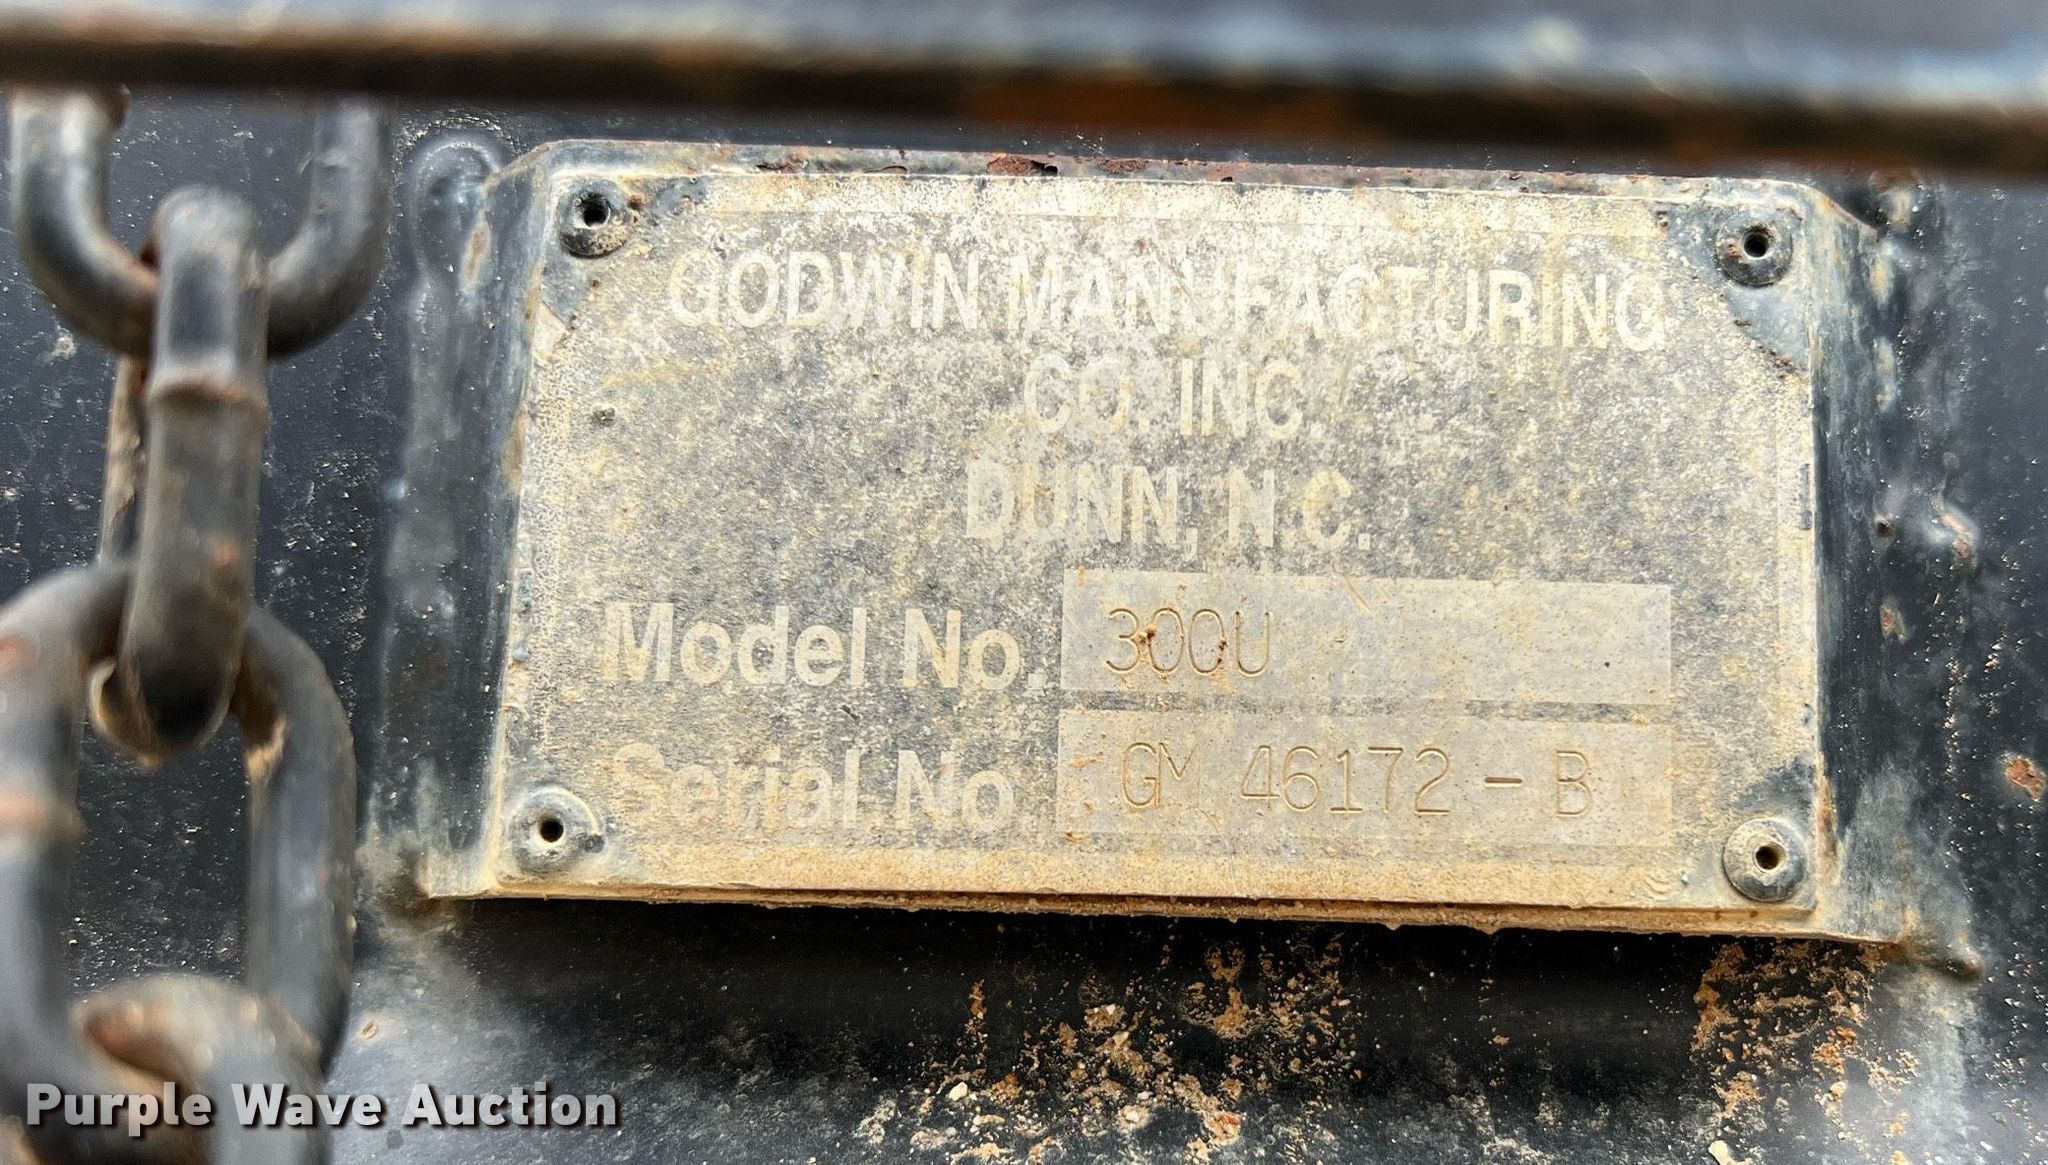 GODWIN MANUFACTURING
CO. INC.
DUNN, N.C.
Model No. 300U
Serial No. GM 46172 - B
Purple Wave Auction